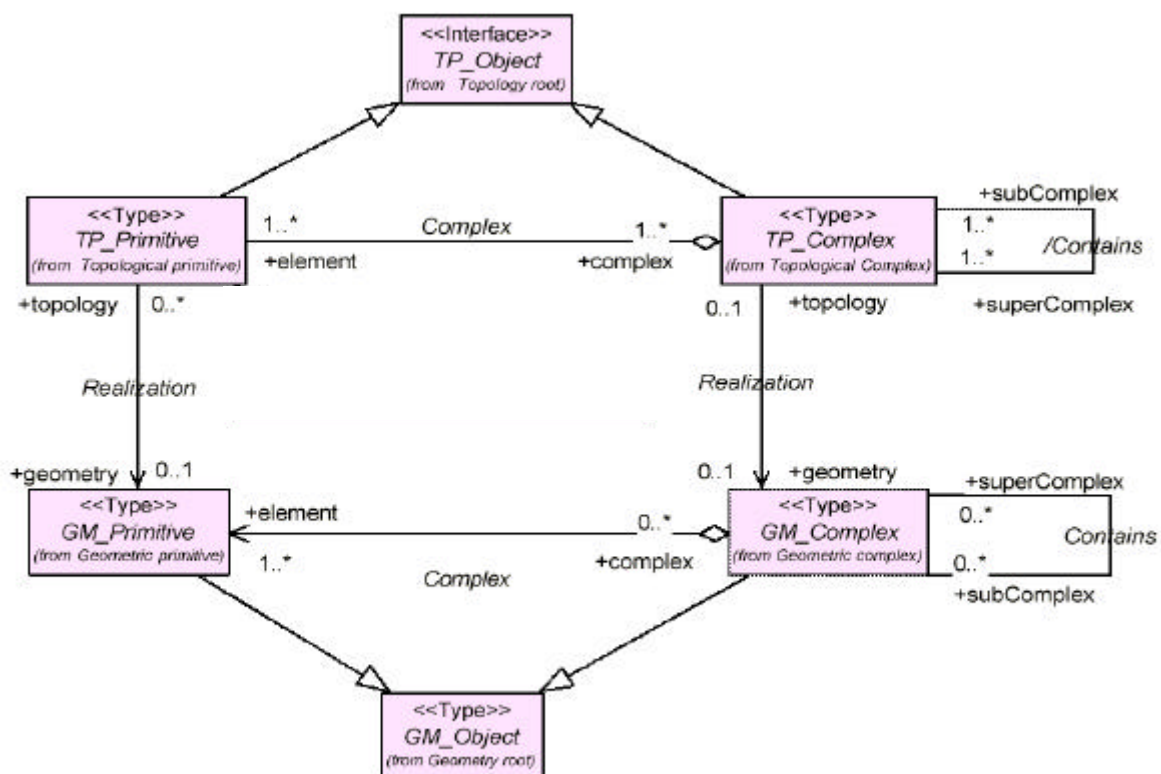 <<Interface>>
TP_Object
(from Topology root)
<<Type>>
TP_Primitive
(from Topological primitive)
1..*
+element
Complex
1..*
+complex
<<Type>>
TP_Complex
(from Topological Complex)
+subComplex
1..*
/Contains
1..*
+superComplex
+topology
0..*
0..1
+topology
Realization
Realization
+geometry
0..1
0..1
+geometry
<<Type>>
GM_Primitive
(from Geometric primitive)
+element
1..*
Complex
0..*
+complex
<<Type>>
GM_Complex
(from Geometric complex)
+superComplex
0..*
Contains
0..*
+subComplex
<<Type>>
GM_Object
(from Geometry root)